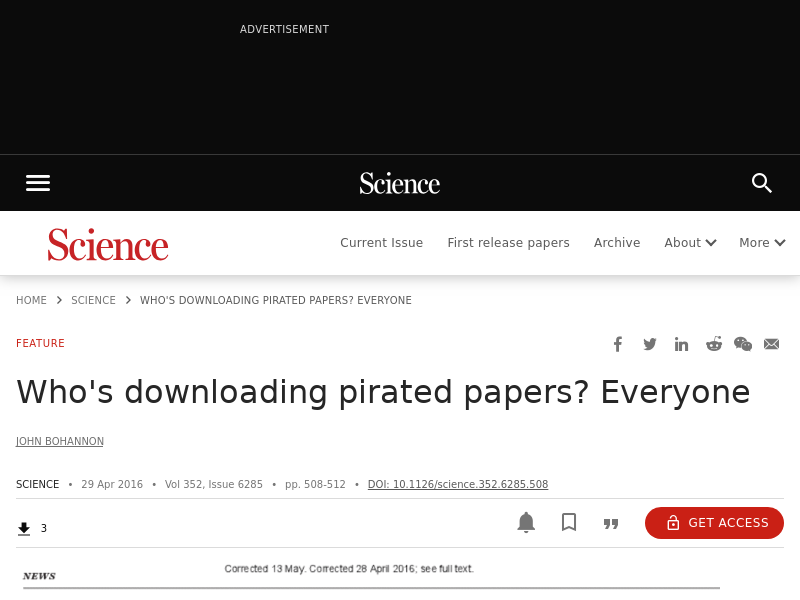 ADVERTISEMENT
Science
Science
Current Issue First release papers Archive About More
HOME SCIENCE WHO'S DOWNLOADING PIRATED PAPERS? EVERYONE
FEATURE
Who's downloading pirated papers? Everyone
JOHN BOHANNON
SCIENCE • 29 Apr 2016 • Vol 352, Issue 6285 • pp. 508-512 • DOI: 10.1126/science.352.6285.508
3 GET ACCESS
Corrected 13 May. Corrected 28 April 2016; see full text.
NEWS